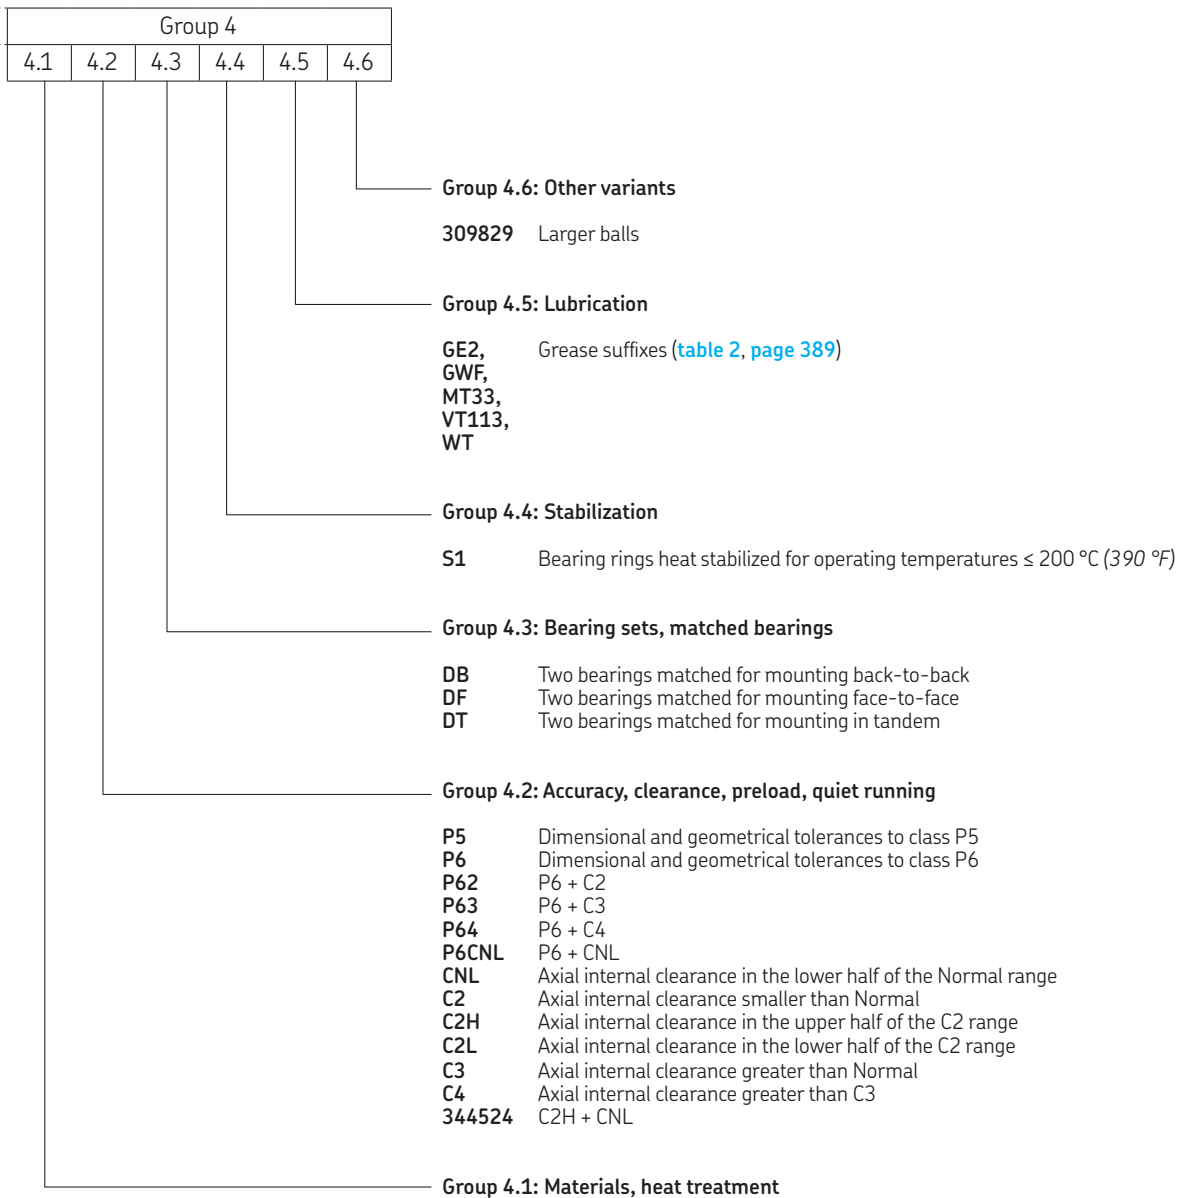 Group 4
4.1 4.2 4.3 4.4 4.5 4.6
Group 4.6: Other variants
309829 Larger balls
Group 4.5: Lubrication
GE2, Grease suffixes (table 2, page 389)
GWF,
MT33,
VT113,
WT
Group 4.4: Stabilization
S1 Bearing rings heat stabilized for operating temperatures ≤ 200 °C (390 °F)
Group 4.3: Bearing sets, matched bearings
DB Two bearings matched for mounting back-to-back
DF Two bearings matched for mounting face-to-face
DT Two bearings matched for mounting in tandem
Group 4.2: Accuracy, clearance, preload, quiet running
P5 Dimensional and geometrical tolerances to class P5
P6 Dimensional and geometrical tolerances to class P6
P62 P6 + C2
P63 P6 + C3
P64 P6 + C4
P6CNL P6 + CNL
CNL Axial internal clearance in the lower half of the Normal range
C2 Axial internal clearance smaller than Normal
C2H Axial internal clearance in the upper half of the C2 range
C2L Axial internal clearance in the lower half of the C2 range
C3 Axial internal clearance greater than Normal
C4 Axial internal clearance greater than C3
344524 C2H + CNL
Group 4.1: Materials, heat treatment